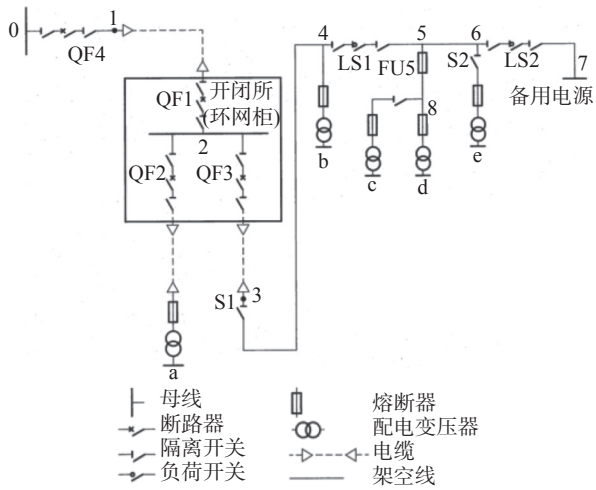 0
1
QF4
4
5
6
7
LS1
FU5
S2
LS2
备用电源
QF1
开闭所
(环网柜)
2
8
b
c
d
e
QF2
QF3
S1
3
a
母线
断路器
隔离开关
负荷开关
熔断器
配电变压器
电缆
架空线